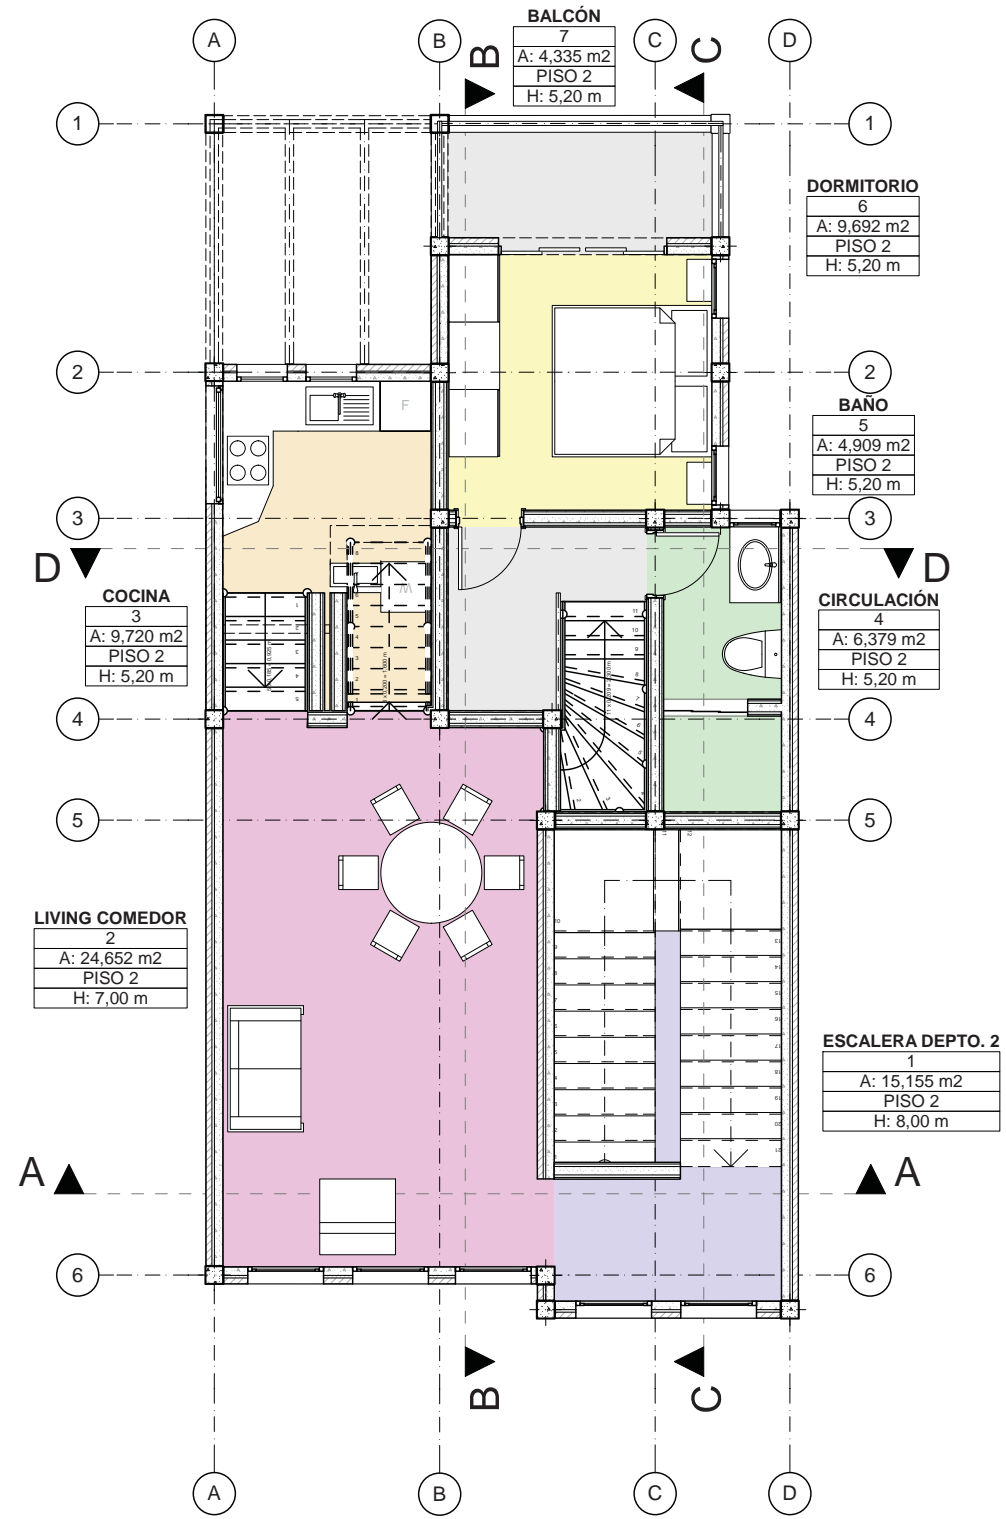 BALCÓN
7
A: 4,335 m2
PISO 2
H: 5,20 m
A
B
C
D
B
C
1
1
DORMITORIO
6
A: 9,692 m2
PISO 2
H: 5,20 m
2
2
F
BAÑO
5
A: 4,909 m2
PISO 2
H: 5,20 m
3
3
D
D
W
COCINA
3
A: 9,720 m2
PISO 2
H: 5,20 m
CIRCULACIÓN
4
A: 6,379 m2
PISO 2
H: 5,20 m
4
4
5
5
LIVING COMEDOR
2
A: 24,652 m2
PISO 2
H: 7,00 m
ESCALERA DEPTO. 2
1
A: 15,155 m2
PISO 2
H: 8,00 m
A
A
6
6
B
C
A
B
C
D